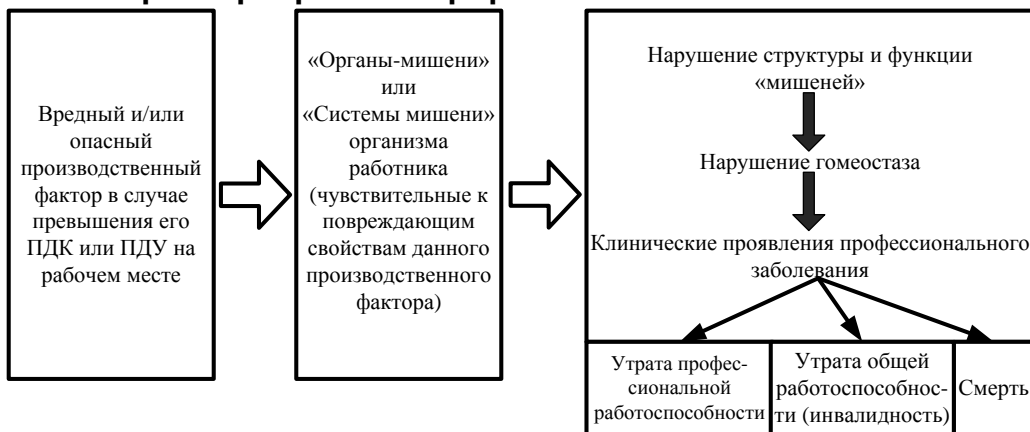 Вредный и/или
опасный
производственный
фактор в случае
превышения его
ПДК или ПДУ на
рабочем месте
«Органы-мишени»
или
«Системы мишени»
организма
работника
(чувствительные к
повреждающим
свойствам данного
производственного
фактора)
Нарушение структуры и функции
«мишеней»
Нарушение гомеостаза
Клинические проявления профессионального
заболевания
Утрата профес-
сиональной
работоспособности
Утрата общей
работоспособнос-
ти (инвалидность)
Смерть